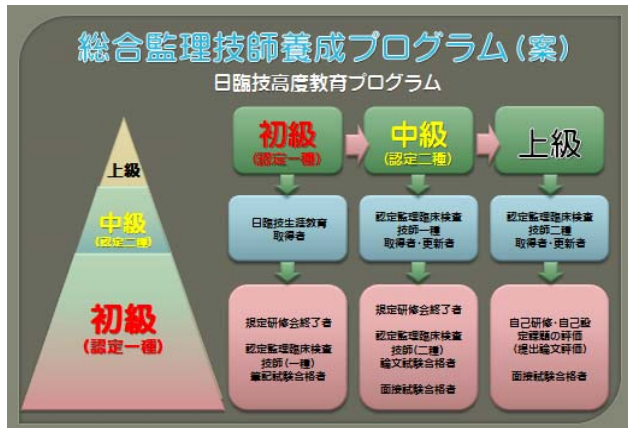 総合監理技師養成プログラム(案)
日臨技高度教育プログラム
上級
中級
(認定二種)
初級
(認定一種)
初級
(認定一種)
中級
(認定二種)
上級
日臨技生涯教育
取得者
認定監理臨床検査
技師一種
取得者・更新者
認定監理臨床検査
技師二種
取得者・更新者
規定研修会終了者
認定監理臨床検査
技師(一種)
筆記試験合格者
規定研修会終了者
認定監理臨床検査
技師(二種)
論文試験合格者
面接試験合格者
自己研修・自己設
定課題の評価
(提出論文評価)
面接試験合格者